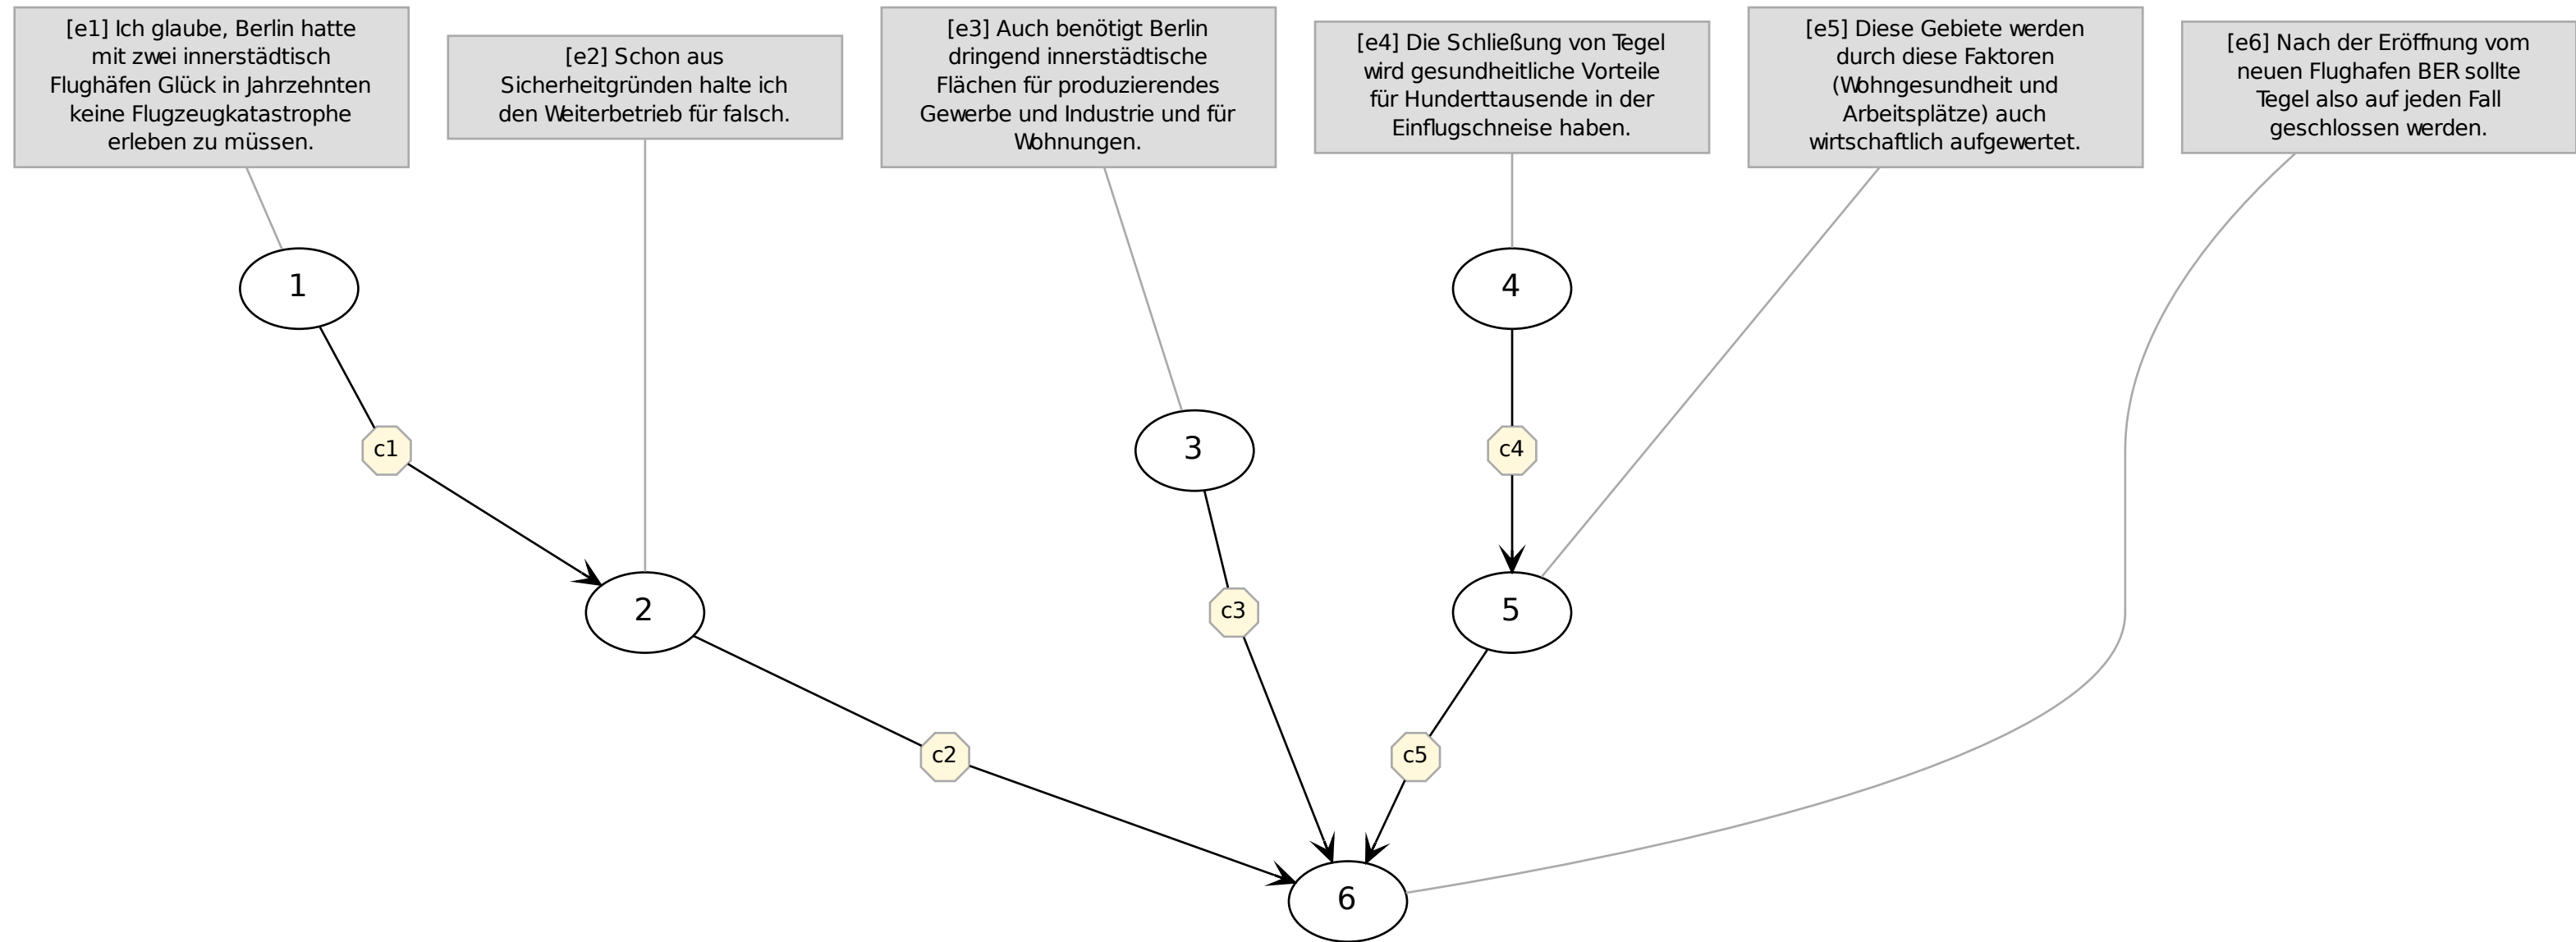 [e1] Ich glaube, Berlin hatte
mit zwei innerstädtisch
Flughäfen Glück in Jahrzehnten
keine Flugzeugkatastrophe
erleben zu müssen.
[e2] Schon aus
Sicherheitgründen halte ich
den Weiterbetrieb für falsch.
[e3] Auch benötigt Berlin
dringend innerstädtische
Flächen für produzierendes
Gewerbe und Industrie und für
Wohnungen.
[e4] Die Schließung von Tegel
wird gesundheitliche Vorteile
für Hunderttausende in der
Einflugschneise haben.
[e5] Diese Gebiete werden
durch diese Faktoren
(Wohngesundheit und
Arbeitsplätze) auch
wirtschaftlich aufgewertet.
[e6] Nach der Eröffnung vom
neuen Flughafen BER sollte
Tegel also auf jeden Fall
geschlossen werden.
1
4
c1
3
c4
2
c3
5
c2
c5
6